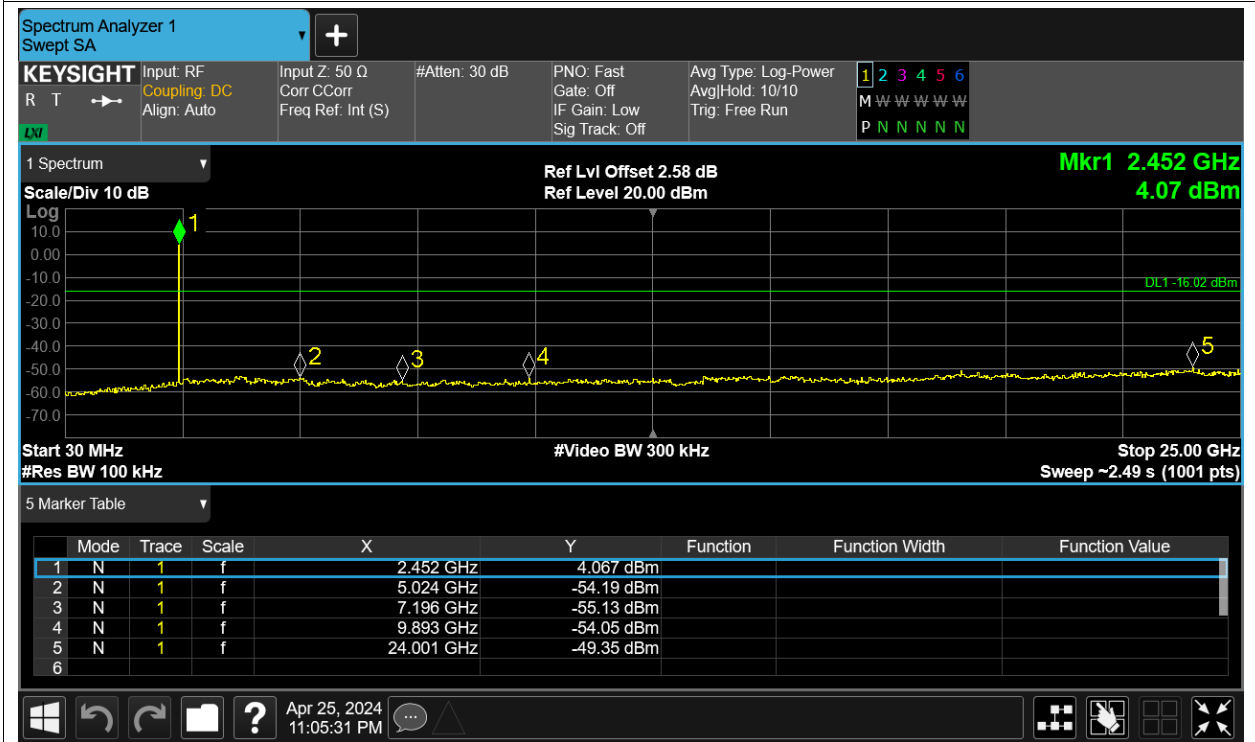 Spectrum Analyzer 1
Swept SA
KEYSIGHT
R T
LXI
Input: RF
Coupling: DC
Align: Auto
Input Z: 50 Ω
Corr CCorr
Freq Ref: Int (S)
#Atten: 30 dB
PNO: Fast
Gate: Off
IF Gain: Low
Sig Track: Off
Avg Type: Log-Power
Avg|Hold: 10/10
Trig: Free Run
1 2 3 4 5 6
M W W W W W
P N N N N N
1 Spectrum
Scale/Div 10 dB
Ref Lvl Offset 2.58 dB
Ref Level 20.00 dBm
Mkr1 2.452 GHz
4.07 dBm
Log
10.0
0.00
-10.0
-20.0
-30.0
-40.0
-50.0
-60.0
-70.0
1
2
3
4
5
DL1 -16.02 dBm
Start 30 MHz
#Res BW 100 kHz
#Video BW 300 kHz
Stop 25.00 GHz
Sweep ~2.49 s (1001 pts)
5 Marker Table
Mode Trace Scale X Y Function Function Width Function Value
1 N 1 f 2.452 GHz 4.067 dBm
2 N 1 f 5.024 GHz -54.19 dBm
3 N 1 f 7.196 GHz -55.13 dBm
4 N 1 f 9.893 GHz -54.05 dBm
5 N 1 f 24.001 GHz -49.35 dBm
6
?
Apr 25, 2024
11:05:31 PM